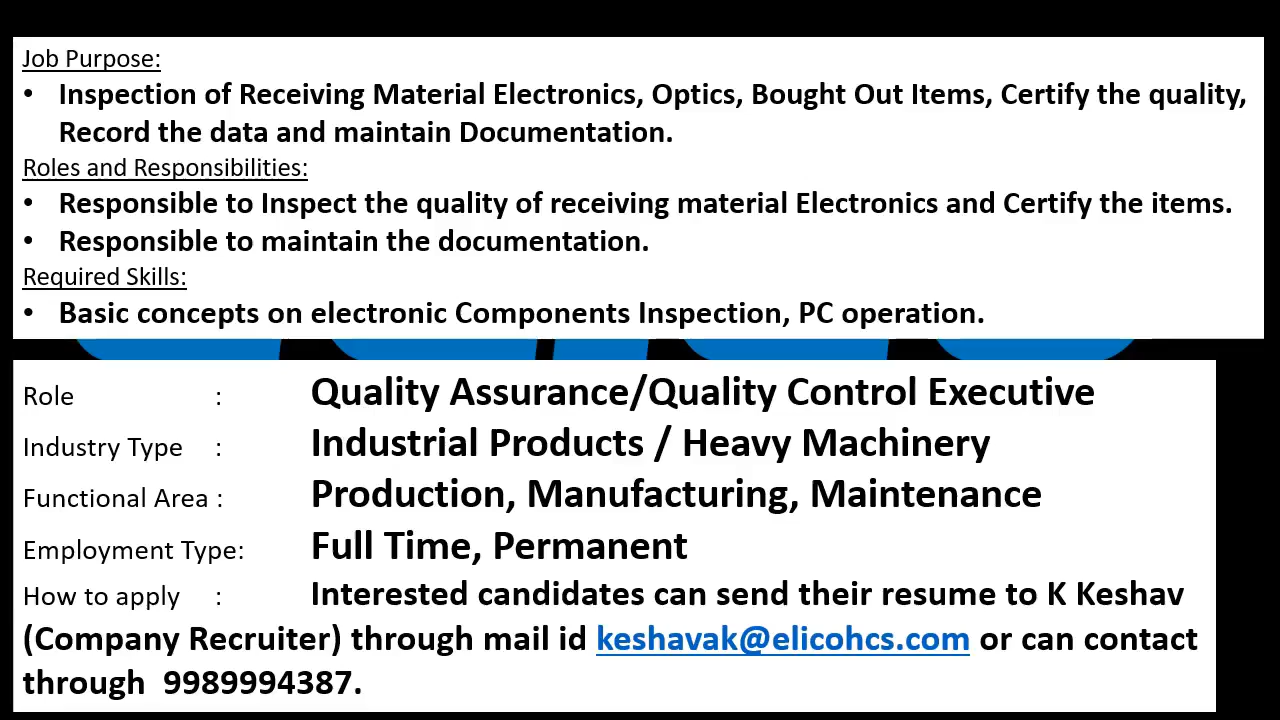 Job Purpose:
• Inspection of Receiving Material Electronics, Optics, Bought Out Items, Certify the quality,
Record the data and maintain Documentation.
Roles and Responsibilities:
• Responsible to Inspect the quality of receiving material Electronics and Certify the items.
• Responsible to maintain the documentation.
Required Skills:
• Basic concepts on electronic Components Inspection, PC operation.
Role : Quality Assurance/Quality Control Executive
Industry Type : Industrial Products / Heavy Machinery
Functional Area : Production, Manufacturing, Maintenance
Employment Type: Full Time, Permanent
How to apply : Interested candidates can send their resume to K Keshav
(Company Recruiter) through mail id keshavak@elicohcs.com or can contact
through 9989994387.